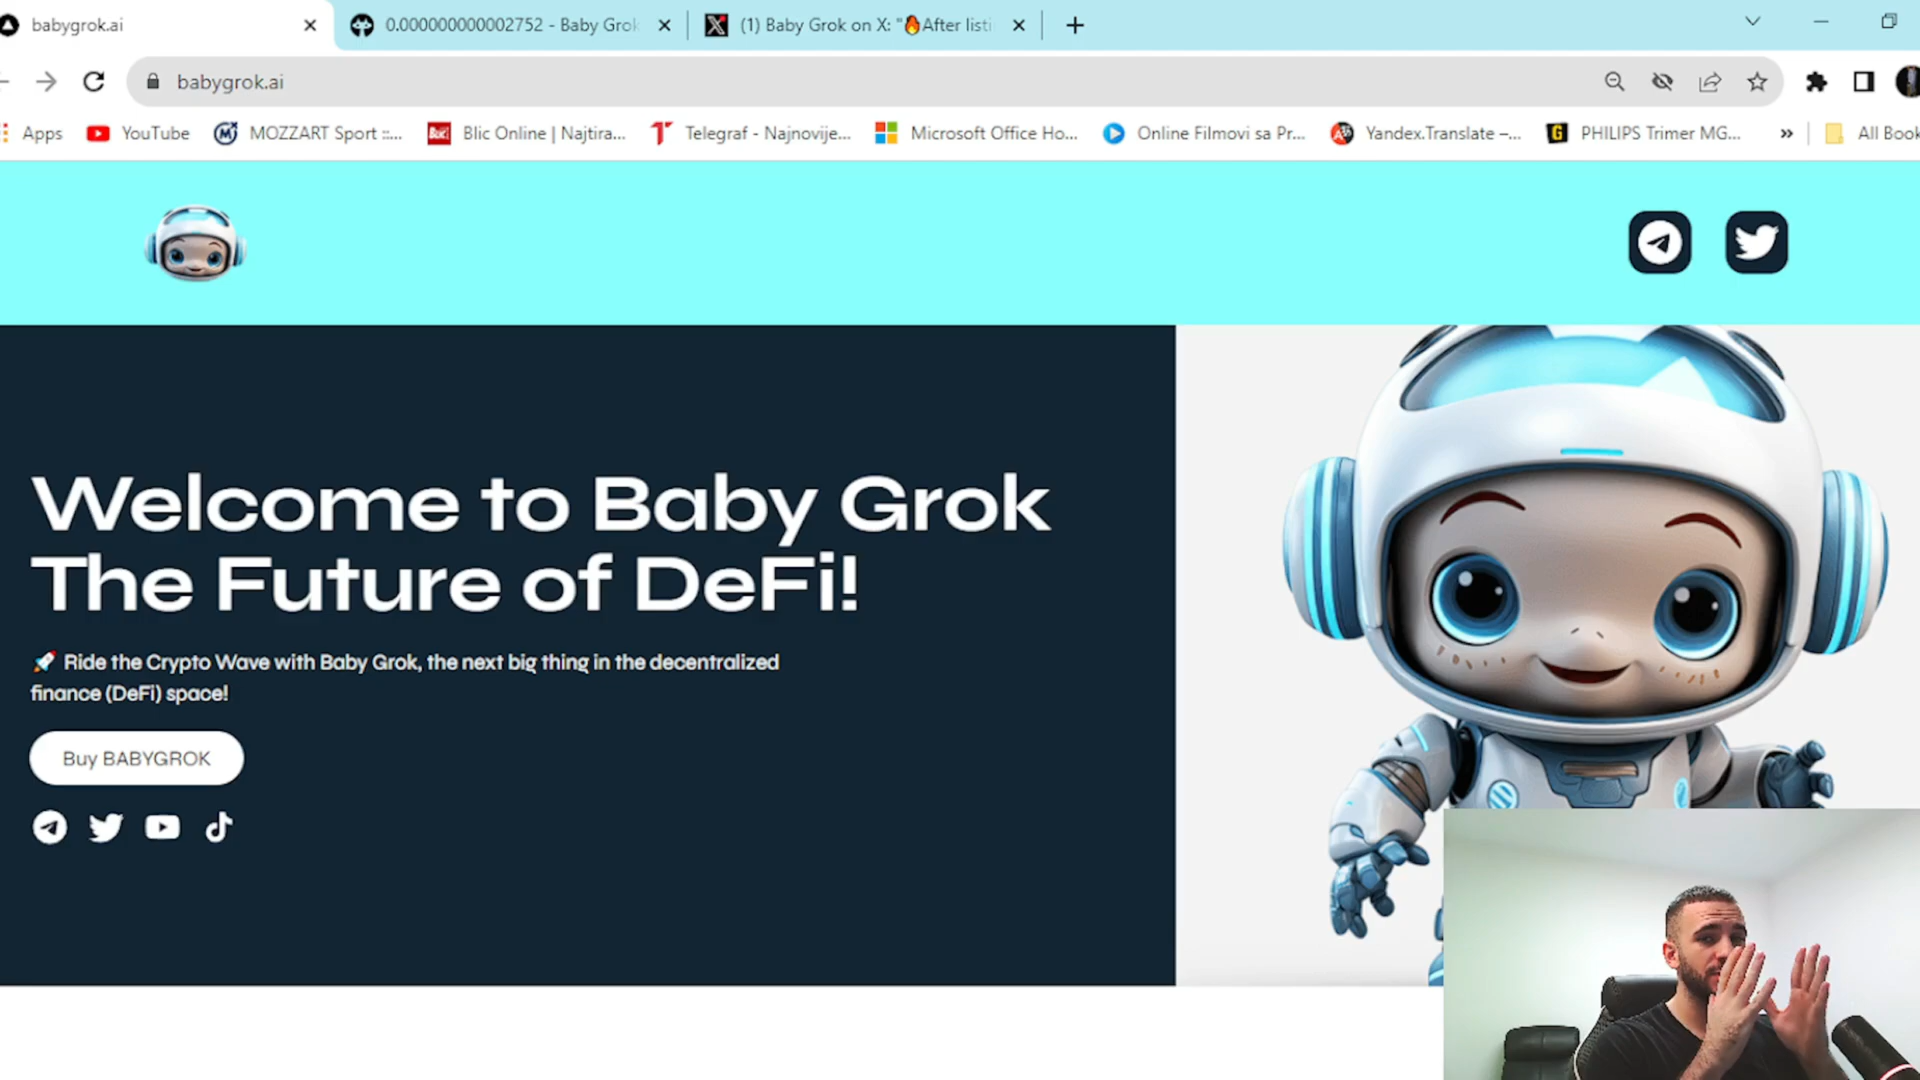 babygrok.ai
0.000000000002752 - Baby Grok
(1) Baby Grok on X: "🔥After listi
babygrok.ai
Apps
YouTube
MOZZART Sport ::...
Blic Online | Najtira...
Telegraf - Najnovije...
Microsoft Office Ho...
Online Filmovi sa Pr...
Yandex.Translate –...
PHILIPS Trimer MG...
»
All Book
Welcome to Baby Grok
The Future of DeFi!
🚀 Ride the Crypto Wave with Baby Grok, the next big thing in the decentralized
finance (DeFi) space!
Buy BABYGROK